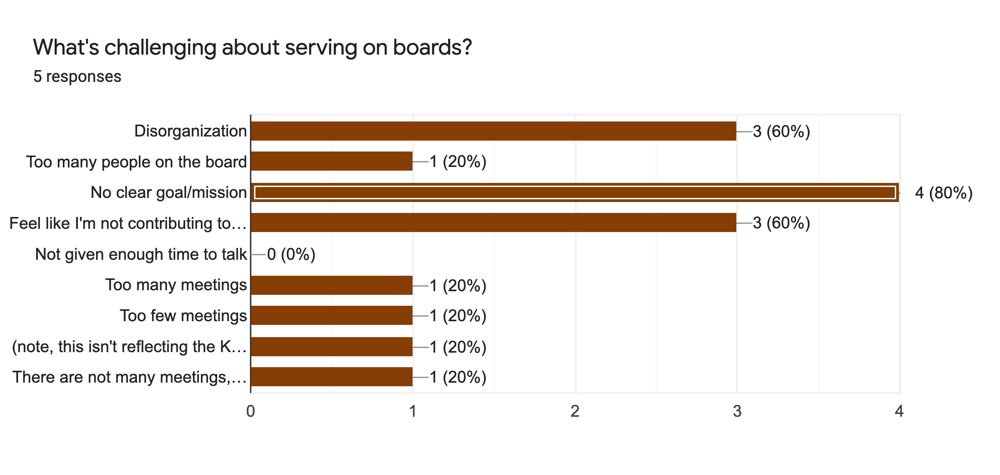 What's challenging about serving on boards?
5 responses
Disorganization
3 (60%)
Too many people on the board
1 (20%)
No clear goal/mission
4 (80%)
Feel like I'm not contributing to…
3 (60%)
Not given enough time to talk
0 (0%)
Too many meetings
1 (20%)
Too few meetings
1 (20%)
(note, this isn't reflecting the K…
1 (20%)
There are not many meetings,…
1 (20%)
0 1 2 3 4